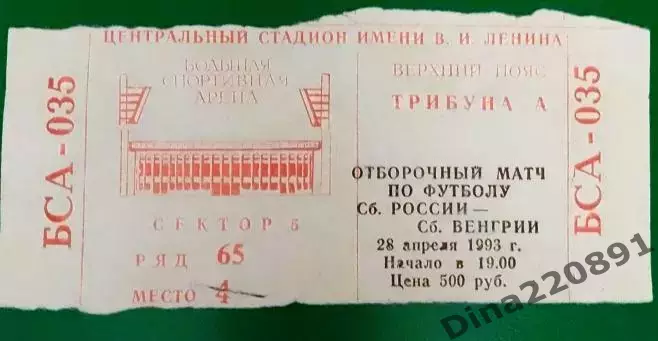 ЦЕНТРАЛЬНЫЙ СТАДИОН ИМЕНИ В. И. ЛЕНИНА
БСА-035
БОЛЬШАЯ
СПОРТИВНАЯ
АРЕНА
СЕКТОР 5
РЯД 65
МЕСТО 4
ВЕРХНИЙ ПОЯС
ТРИБУНА А
ОТБОРОЧНЫЙ МАТЧ
ПО ФУТБОЛУ
Сб. РОССИИ—
Сб. ВЕНГРИИ
28 апреля 1993 г.
Начало в 19.00
Цена 500 руб.
БСА-035
Dina220891